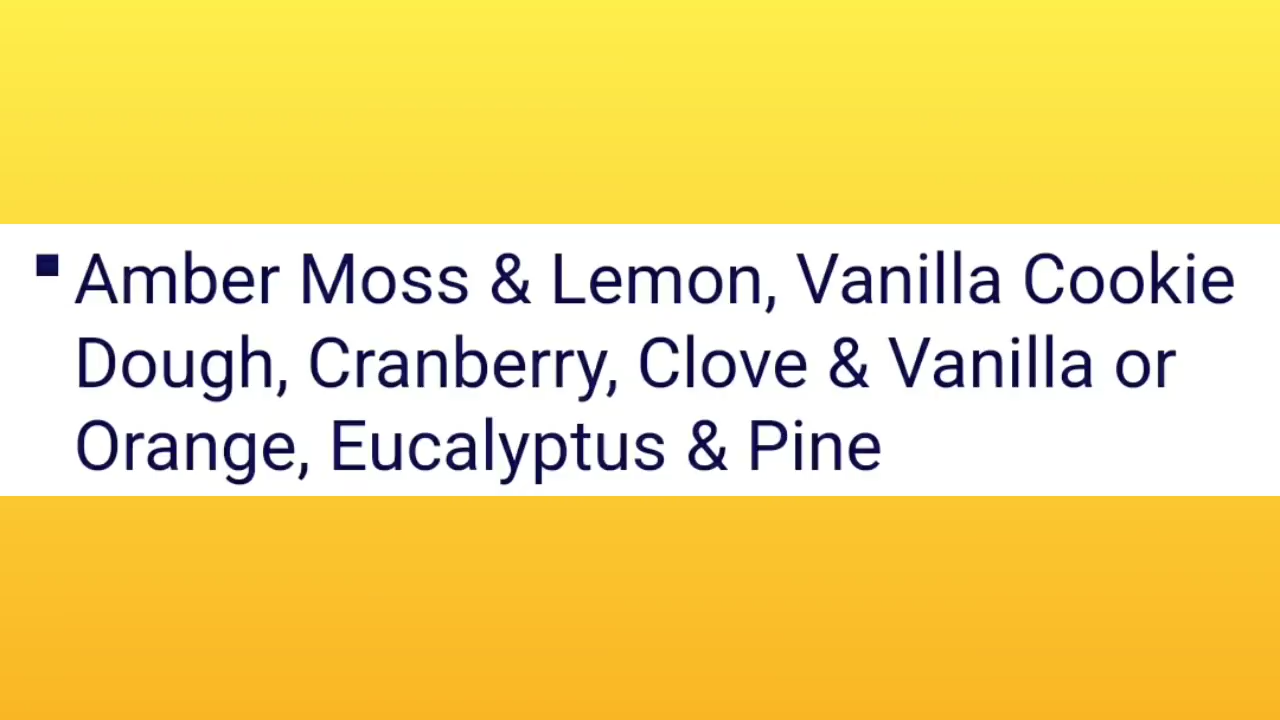 ▪ Amber Moss & Lemon, Vanilla Cookie
Dough, Cranberry, Clove & Vanilla or
Orange, Eucalyptus & Pine